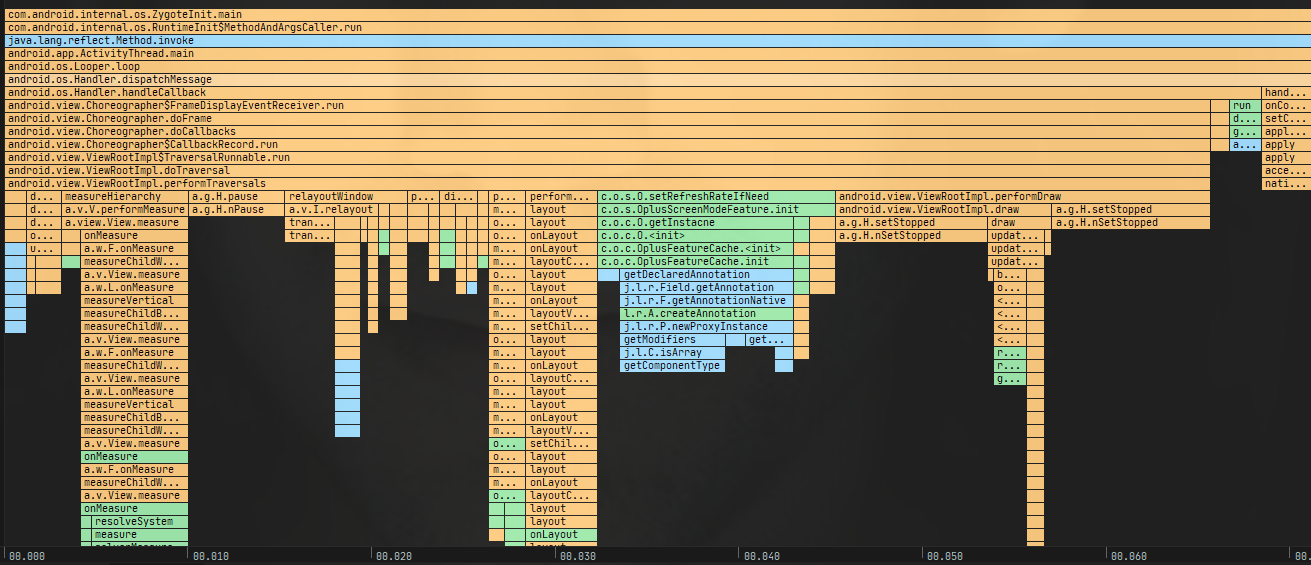 com.android.internal.os.ZygoteInit.main
com.android.internal.os.RuntimeInit$MethodAndArgsCaller.run
java.lang.reflect.Method.invoke
android.app.ActivityThread.main
android.os.Looper.loop
android.os.Handler.dispatchMessage
android.os.Handler.handleCallback hand...
android.view.Choreographer$FrameDisplayEventReceiver.run run onCo...
android.view.Choreographer.doFrame d... setC...
android.view.Choreographer.doCallbacks g... appl...
android.view.Choreographer$CallbackRecord.run a... apply
android.view.ViewRootImpl$TraversalRunnable.run apply
android.view.ViewRootImpl.doTraversal acce...
android.view.ViewRootImpl.performTraversals nati...
d... measureHierarchy a.g.H.pause relayoutWindow p... di... p... perform... c.o.s.O.setRefreshRateIfNeed android.view.ViewRootImpl.performDraw
d... a.v.V.performMeasure a.g.H.nPause a.v.I.relayout m... layout c.o.s.OplusScreenModeFeature.init android.view.ViewRootImpl.draw a.g.H.setStopped
d... a.view.View.measure tran... o... layout c.o.c.O.getInstacne a.g.H.setStopped draw a.g.H.nSetStopped
o... onMeasure tran... m... onLayout c.o.c.O.<init> a.g.H.nSetStopped updat...
u... a.w.F.onMeasure m... onLayout c.o.c.OplusFeatureCache.<init> updat...
measureChildW... m... layoutC... c.o.c.OplusFeatureCache.init updat...
a.v.View.measure o... layout getDeclaredAnnotation b...
a.w.L.onMeasure m... layout j.l.r.Field.getAnnotation o...
measureVertical m... onLayout j.l.r.F.getAnnotationNative <...
measureChildB... m... layoutV... l.r.A.createAnnotation <...
measureChildW... m... setChil... j.l.r.P.newProxyInstance <...
a.v.View.measure o... layout getModifiers get... <...
a.w.F.onMeasure m... layout j.l.C.isArray r...
measureChildW... m... onLayout getComponentType r...
a.v.View.measure o... layoutC... g...
a.w.L.onMeasure m... layout
measureVertical m... layout
measureChildB... m... onLayout
measureChildW... m... layoutV...
a.v.View.measure o... setChil...
onMeasure m... layout
a.w.F.onMeasure m... layout
measureChildW... m... onLayout
a.v.View.measure o... layoutC...
onMeasure layout
resolveSystem layout
measure onLayout
00.000 00.010 00.020 00.030 00.040 00.050 00.060 00.